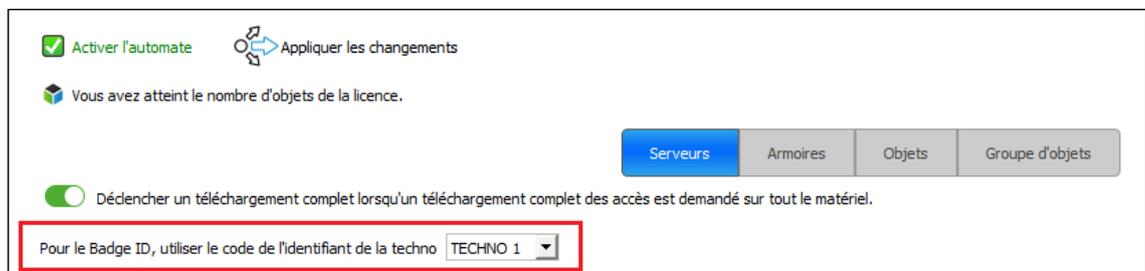 Activer l'automate Appliquer les changements
Vous avez atteint le nombre d'objets de la licence.
Serveurs Armoires Objets Groupe d'objets
Déclencher un téléchargement complet lorsqu'un téléchargement complet des accès est demandé sur tout le matériel.
Pour le Badge ID, utiliser le code de l'identifiant de la techno TECHNO 1